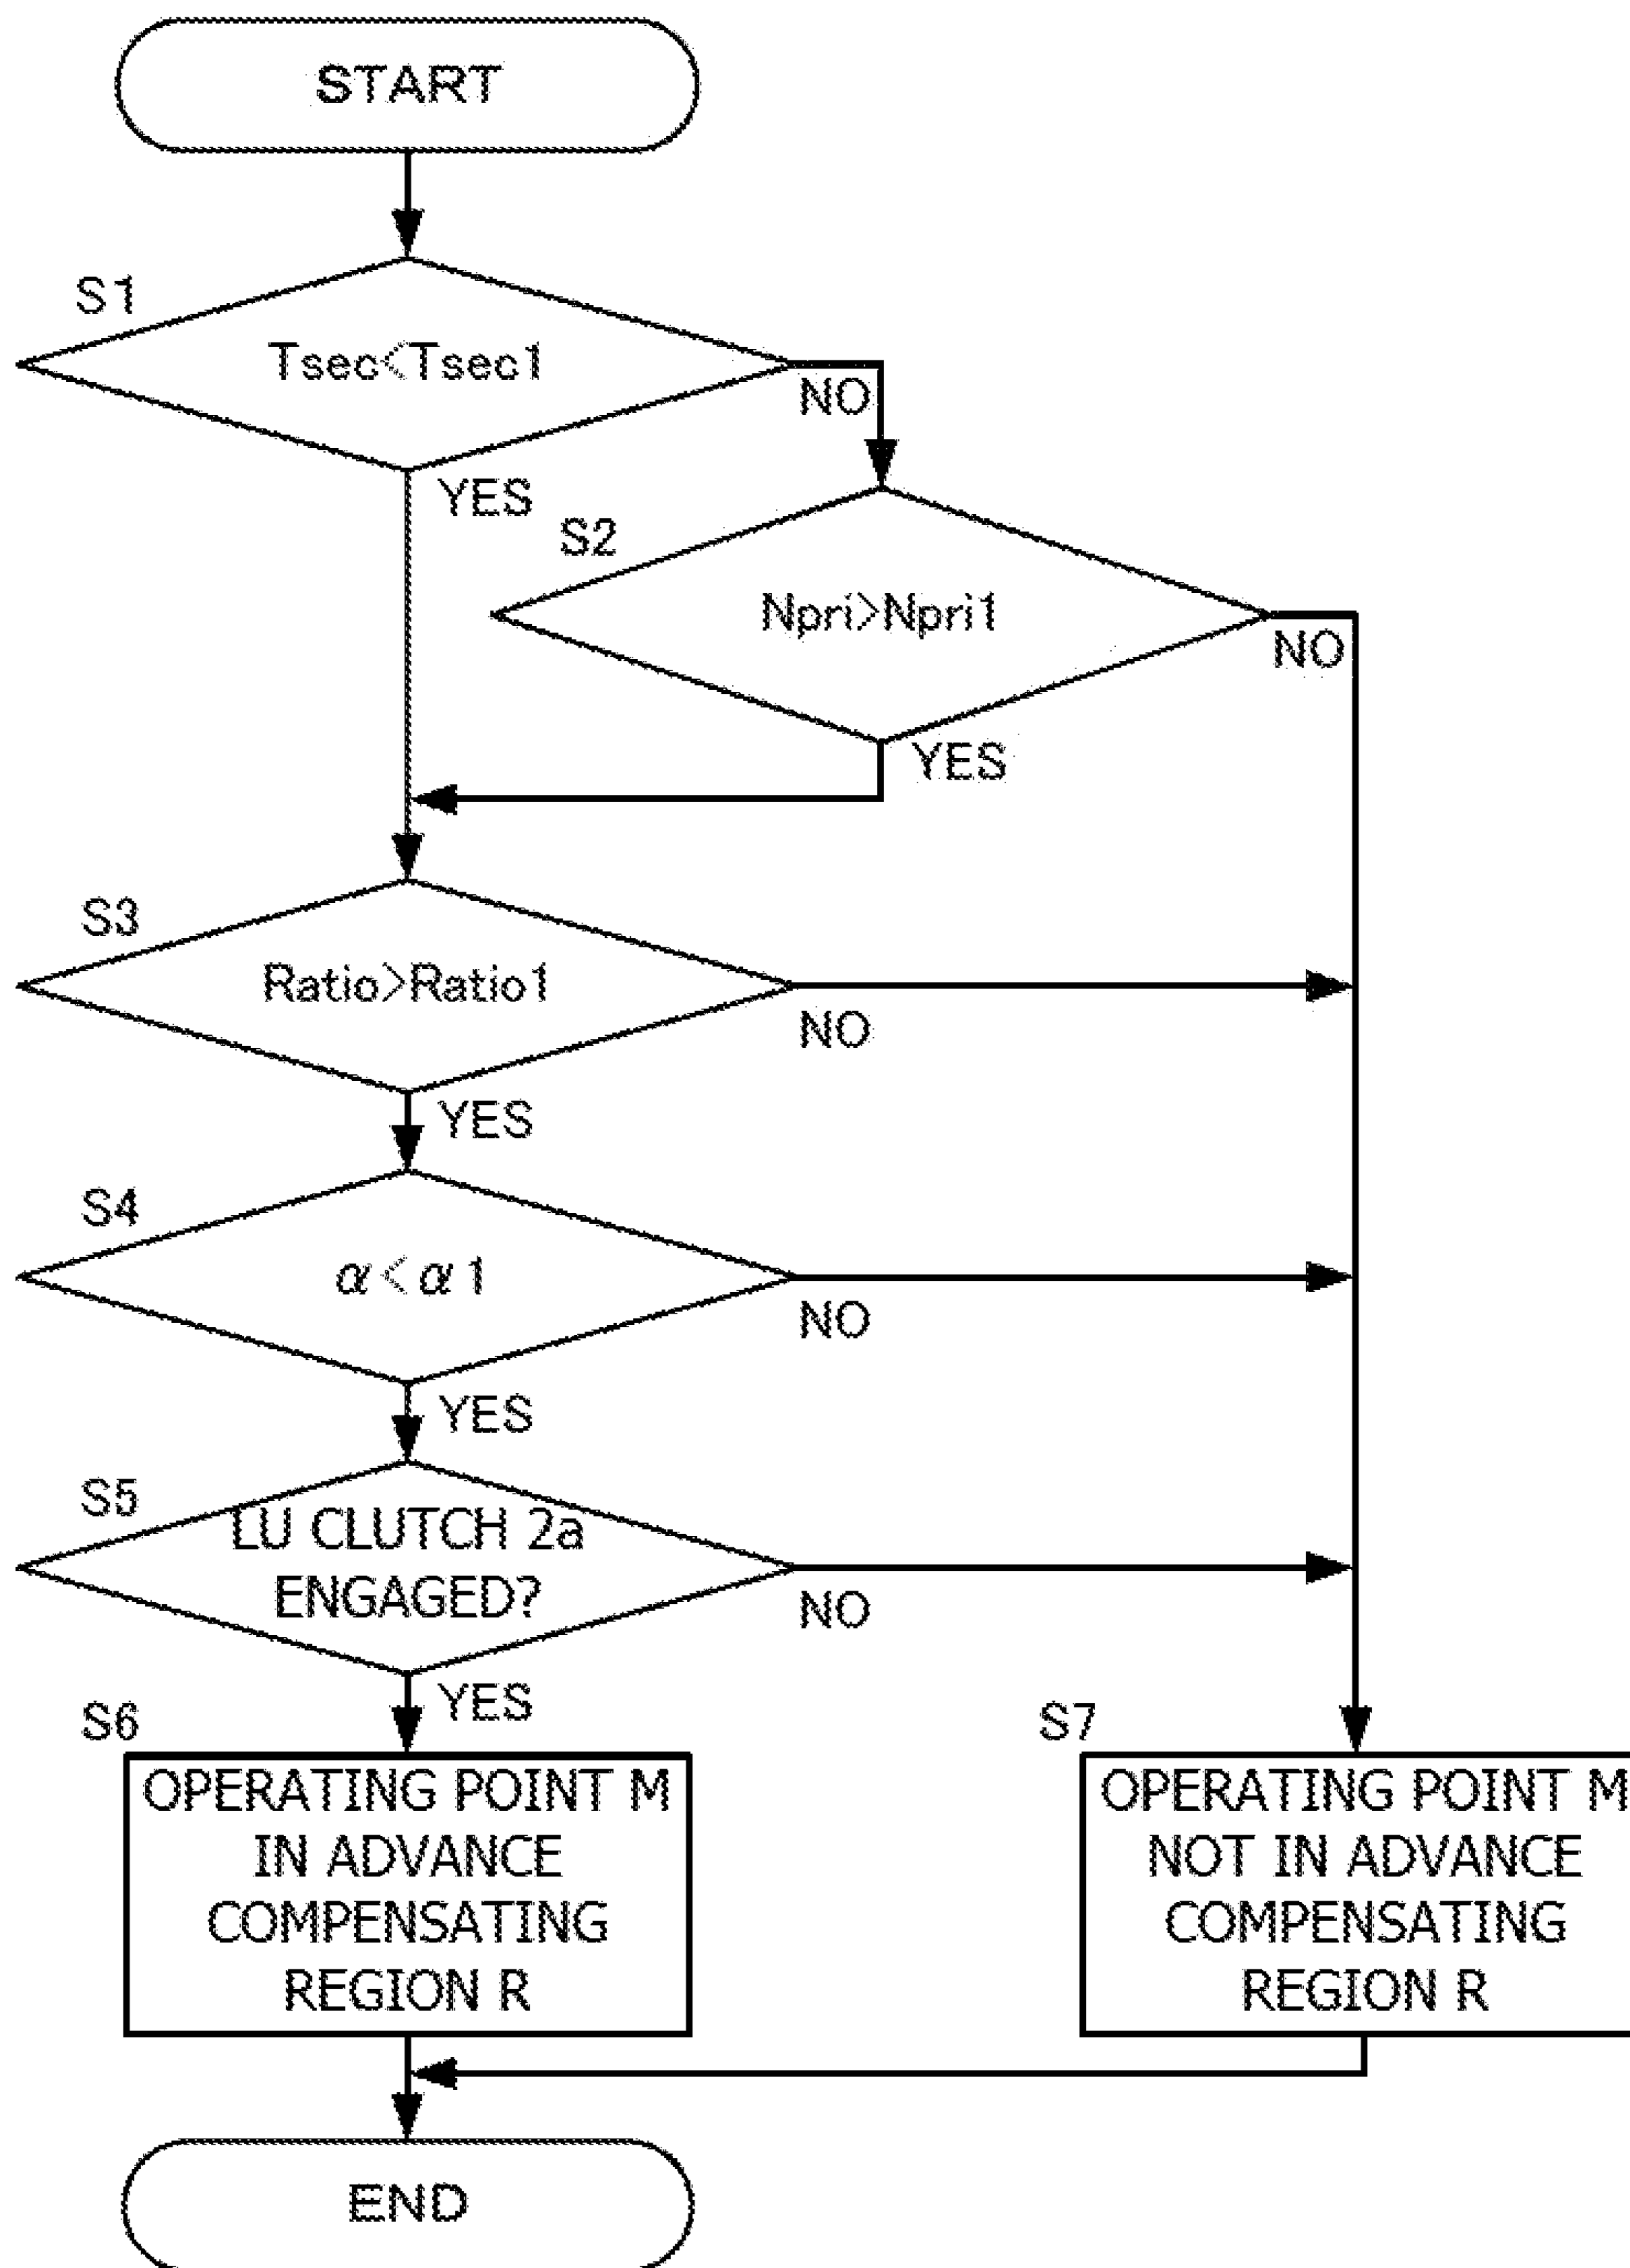 START
S1
Tsec<Tsec1
NO
YES
S2
Npri>Npri1
NO
YES
S3
Ratio>Ratio1
NO
YES
S4
α<α1
NO
YES
S5
LU CLUTCH 2a
ENGAGED?
NO
YES
S6
OPERATING POINT M
IN ADVANCE
COMPENSATING
REGION R
S7
OPERATING POINT M
NOT IN ADVANCE
COMPENSATING
REGION R
END